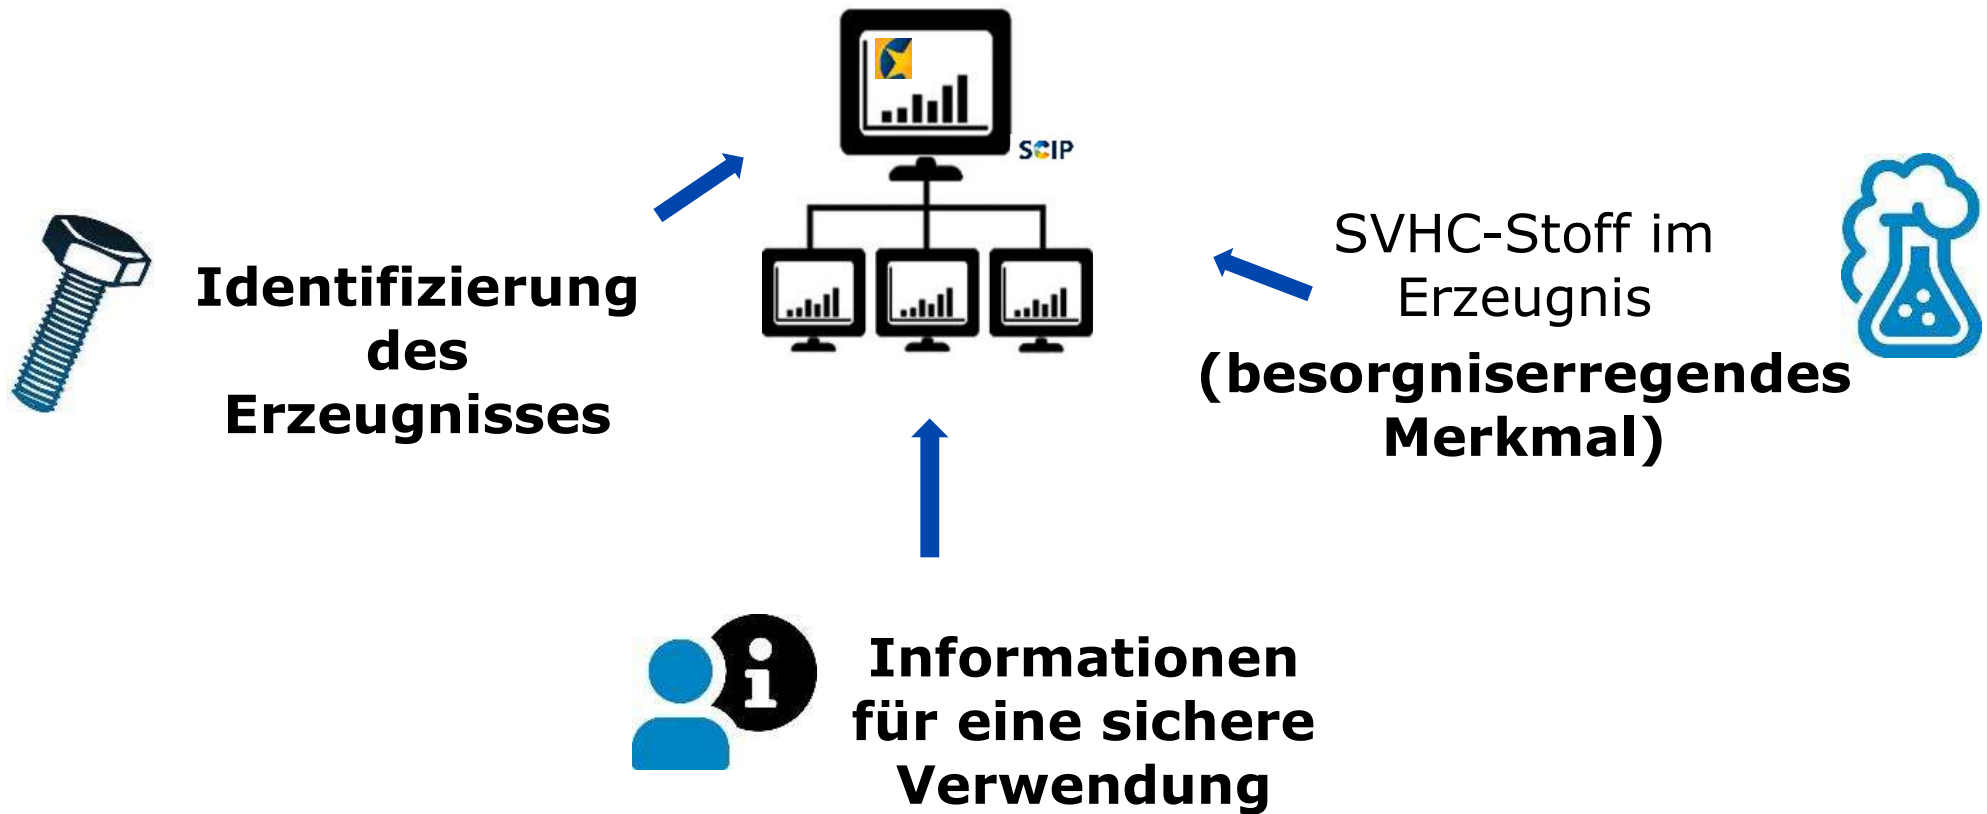 SCIP
Identifizierung
des
Erzeugnisses
SVHC-Stoff im
Erzeugnis
(besorgniserregendes
Merkmal)
Informationen
für eine sichere
Verwendung